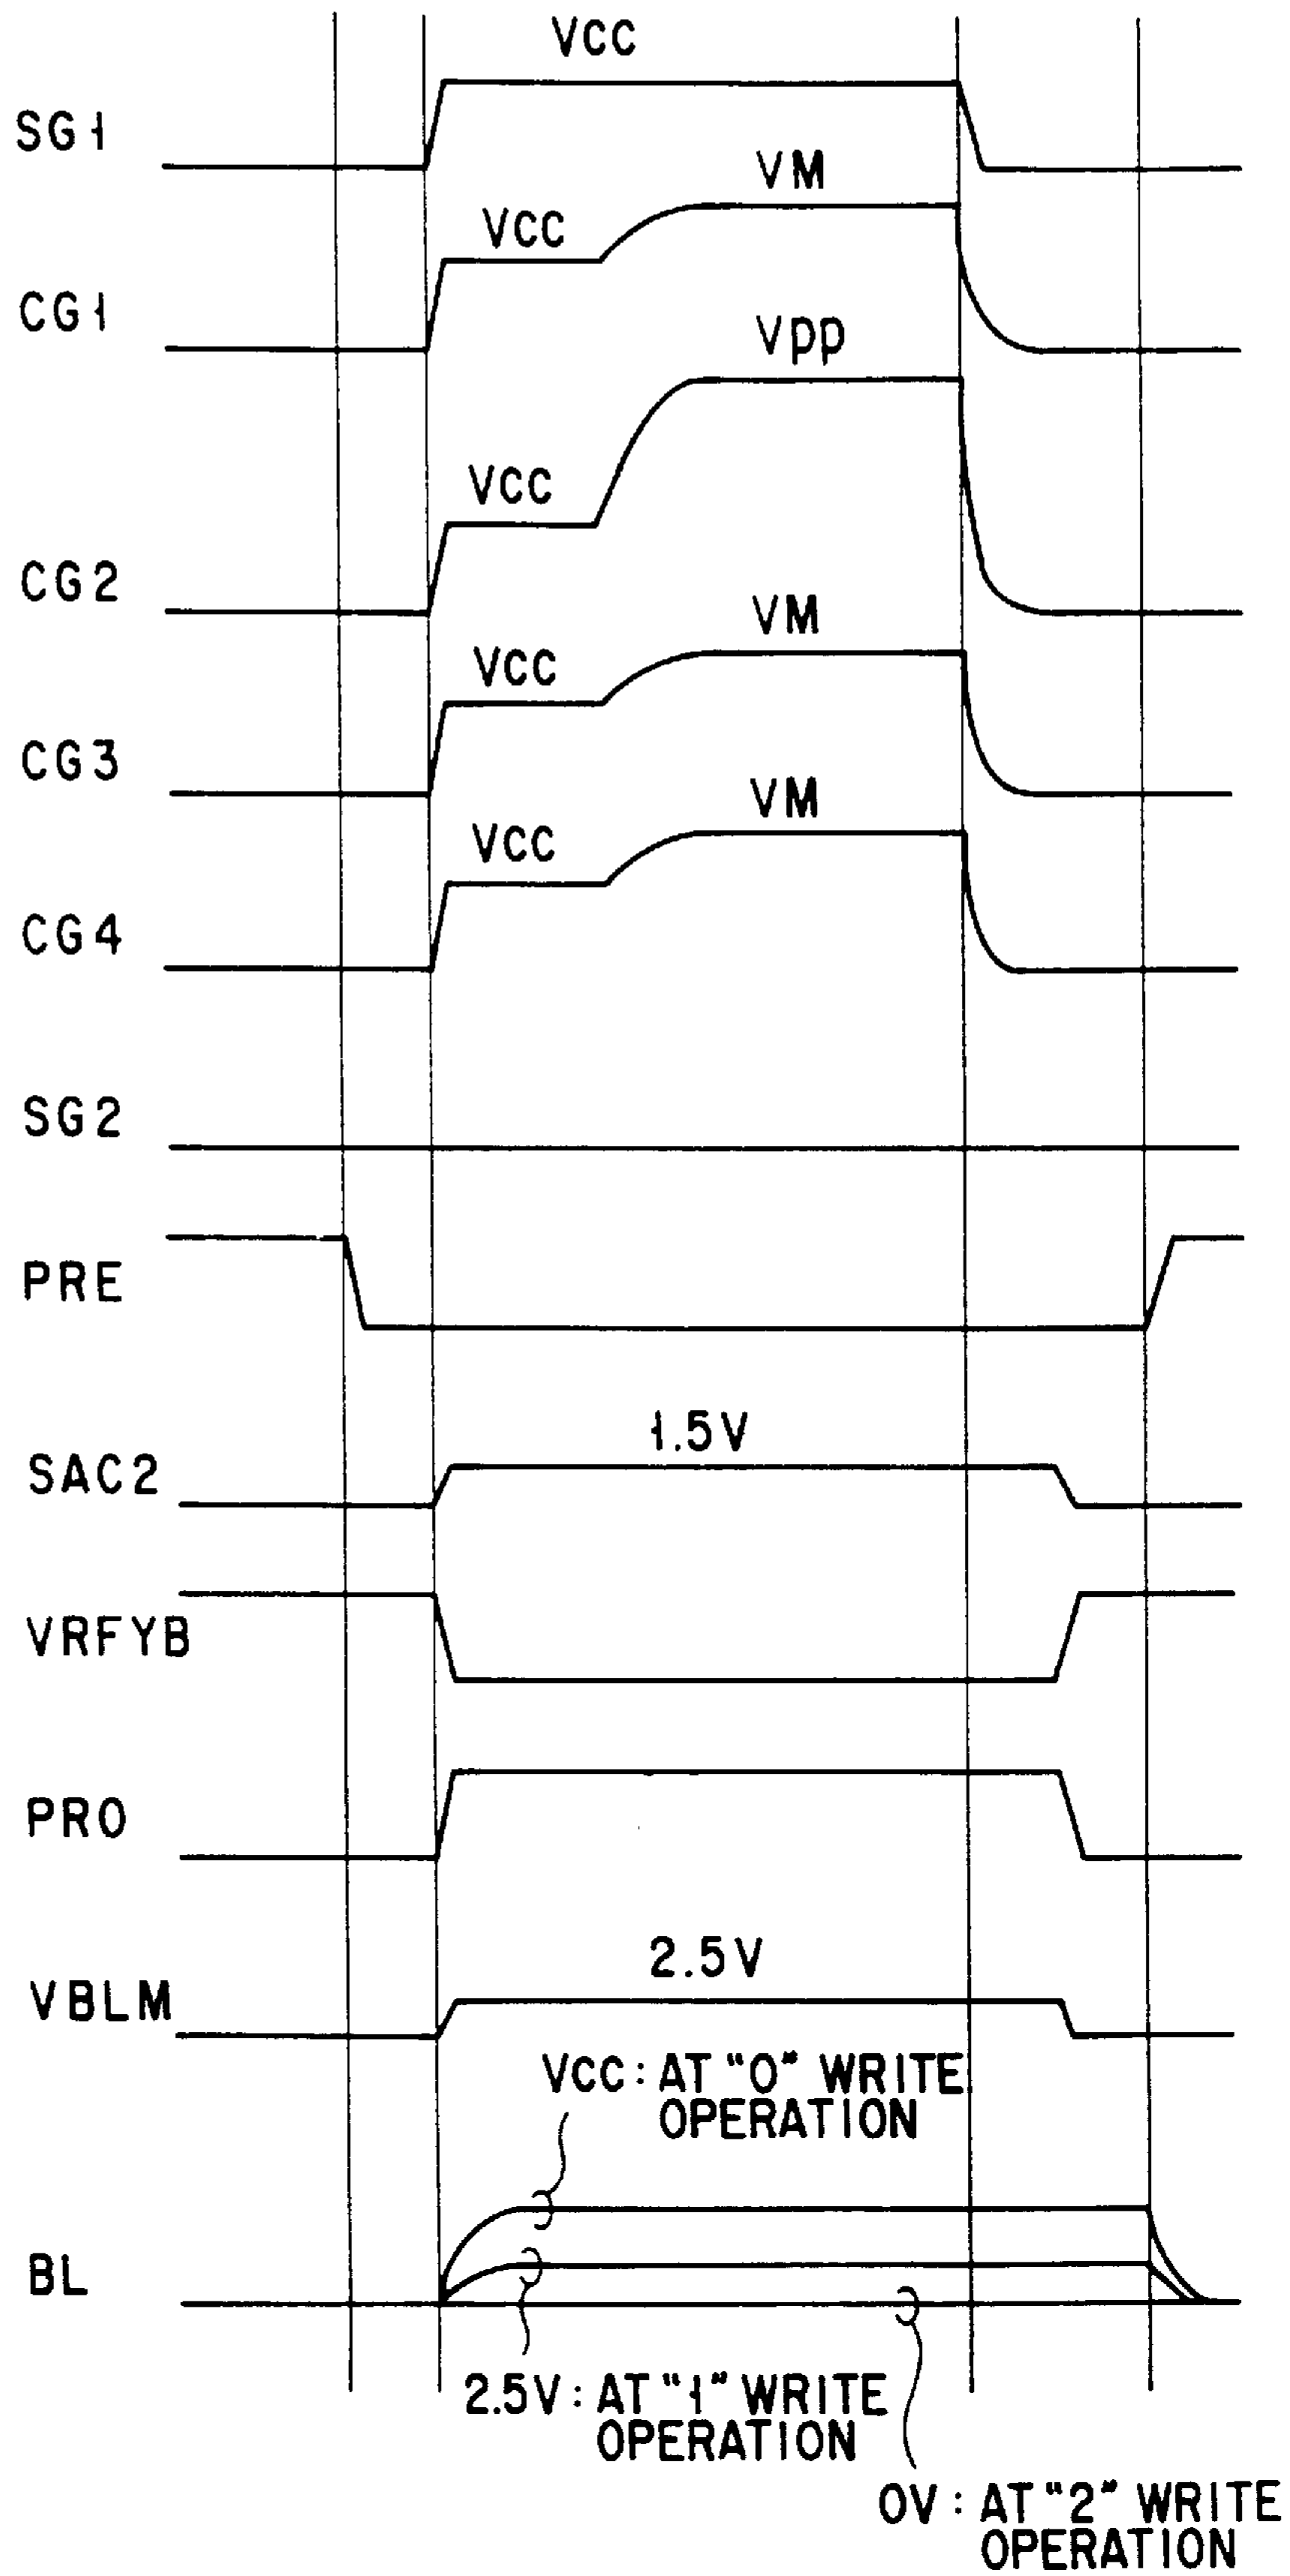 VCC
SG1
VM
VCC
CG1
Vpp
VCC
CG2
VM
VCC
CG3
VM
VCC
CG4
SG2
PRE
1.5V
SAC2
VRFYB
PRO
2.5V
VBLM
VCC : AT "0" WRITE
OPERATION
BL
2.5V : AT "1" WRITE
OPERATION
0V : AT "2" WRITE
OPERATION